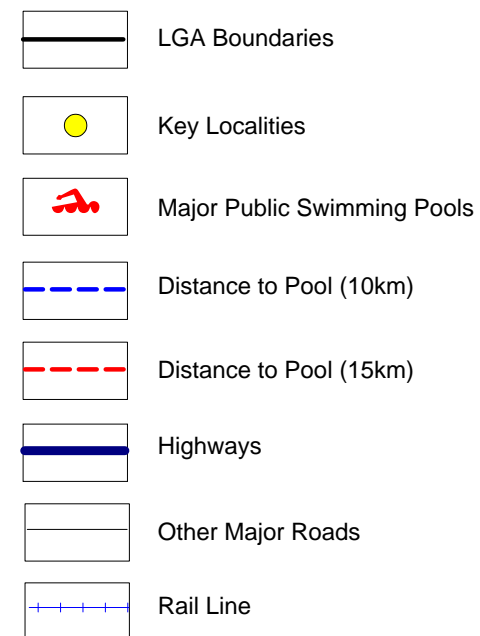 LGA Boundaries
Key Localities
Major Public Swimming Pools
Distance to Pool (10km)
Distance to Pool (15km)
Highways
Other Major Roads
Rail Line